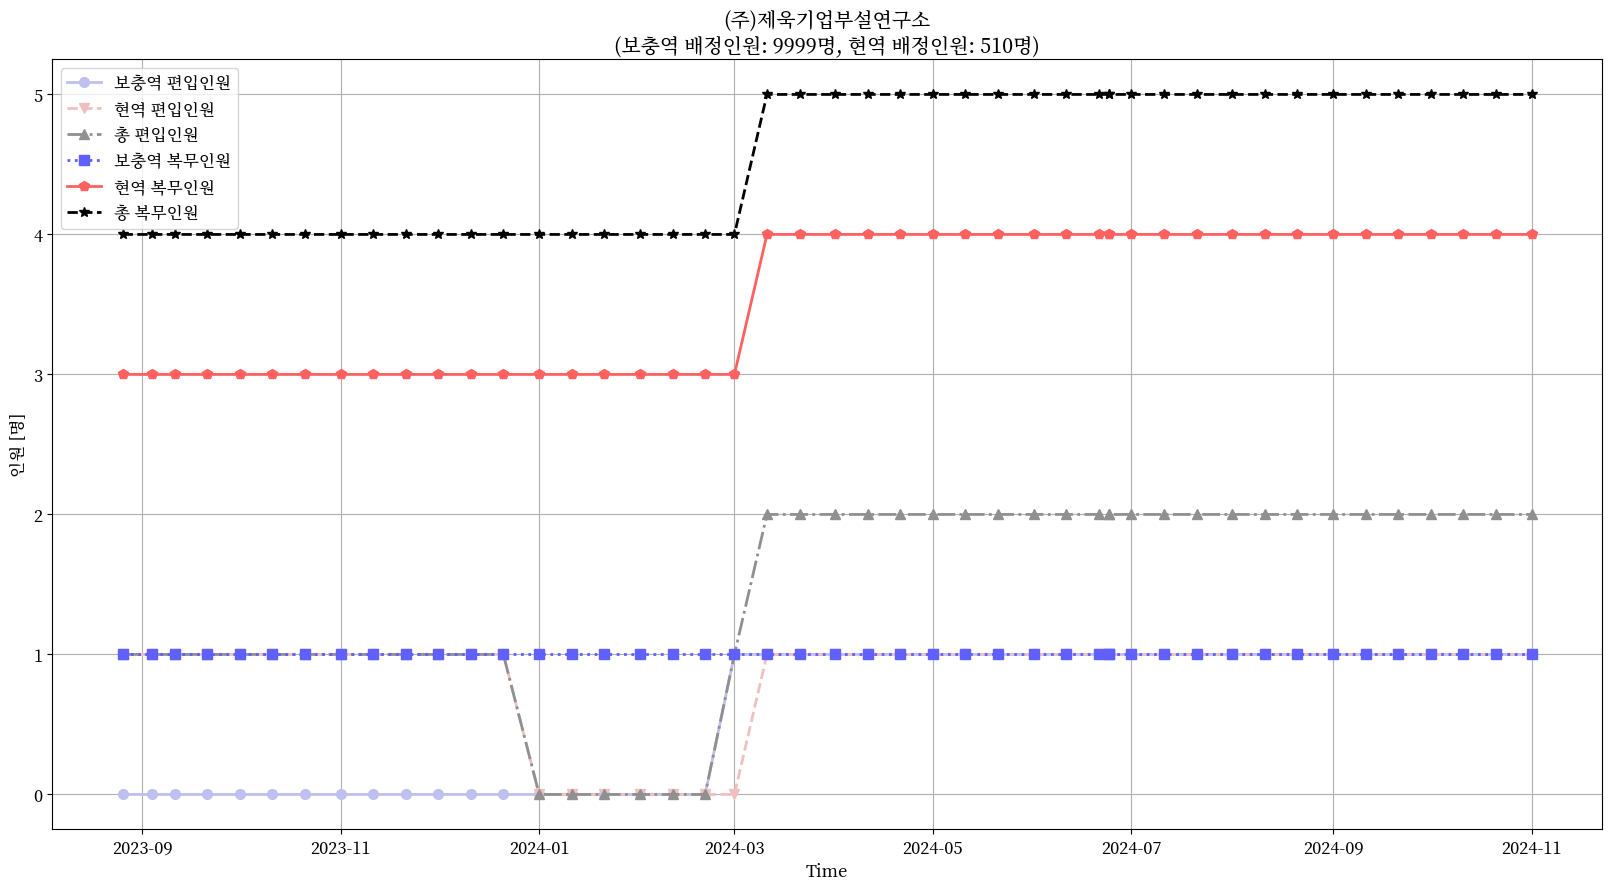 (주)제욱기업부설연구소
(보충역 배정인원: 9999명, 현역 배정인원: 510명)
보충역 편입인원
현역 편입인원
총 편입인원
보충역 복무인원
현역 복무인원
총 복무인원
5
4
3
2
1
0
인원 [명]
2023-09
2023-11
2024-01
2024-03
2024-05
2024-07
2024-09
2024-11
Time